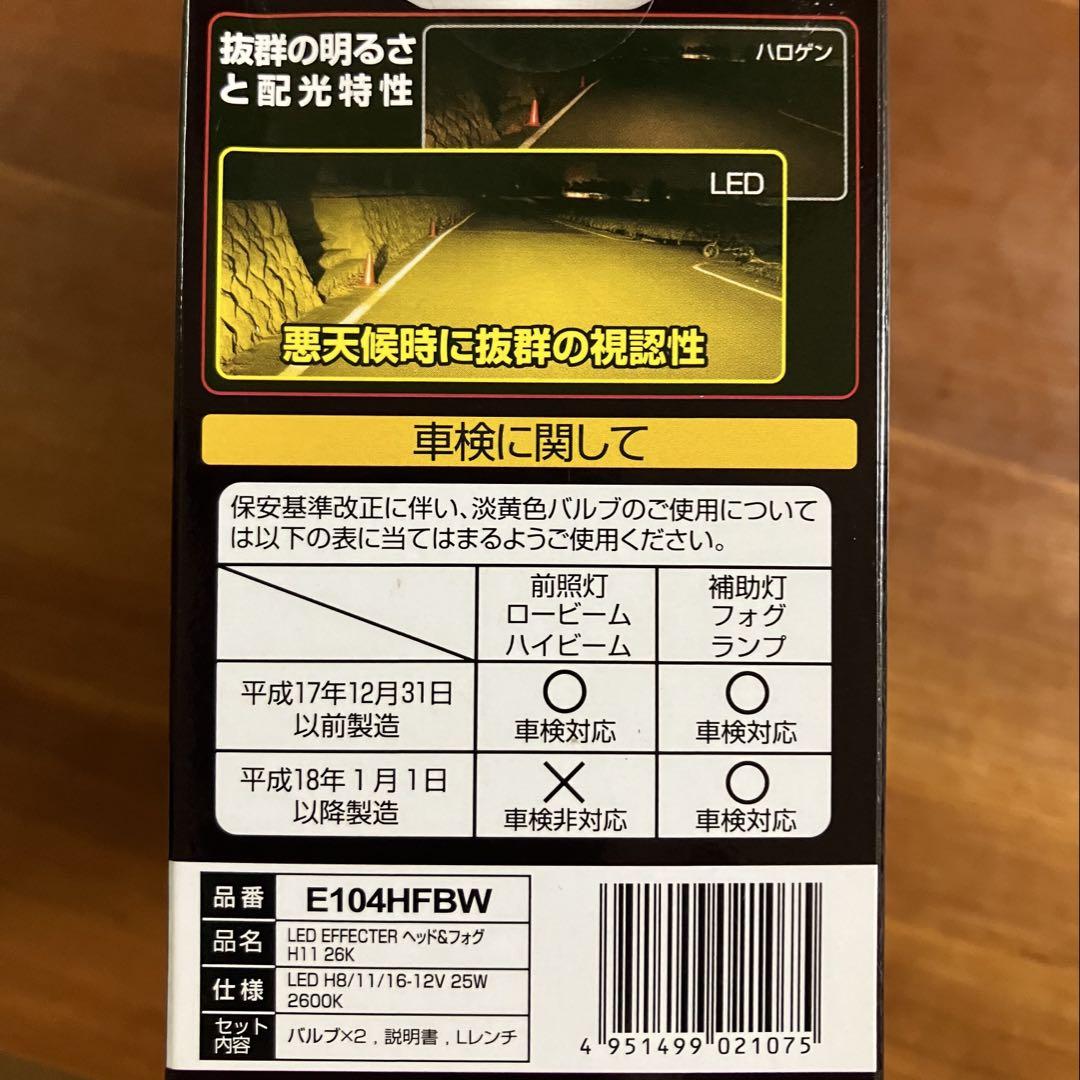 抜群の明るさ
と配光特性
ハロゲン
LED
悪天候時に抜群の視認性
車検に関して
保安基準改正に伴い、淡黄色バルブのご使用について
は以下の表に当てはまるようご使用ください。
前照灯
ロービーム
ハイビーム
補助灯
フォグ
ランプ
平成17年12月31日
以前製造
○
車検対応
○
車検対応
平成18年1月1日
以降製造
×
車検非対応
○
車検対応
品番 E104HFBW
品名 LED EFFECTER ヘッド&フォグ
H11 26K
仕様 LED H8/11/16-12V 25W
2600K
セット
内容 バルブ×2 , 説明書 , Lレンチ
4 951499 021075